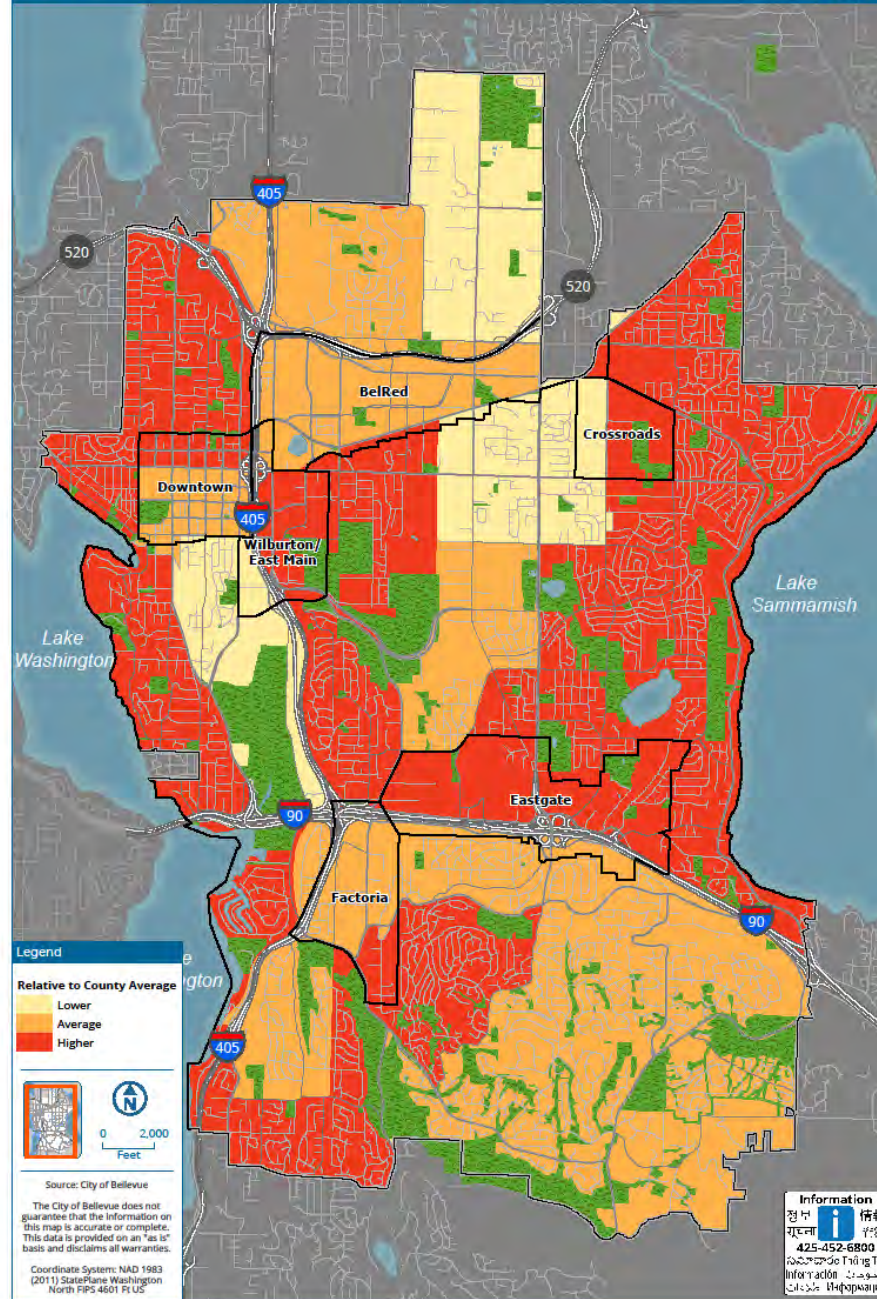 405
520
520
BelRed
Crossroads
Downtown
405
Wilburton/
East Main
Lake
Sammamish
Lake
Washington
Eastgate
90
Factoria
90
405
Legend
Relative to County Average
Lower
Average
Higher
N
0 2,000
Feet
Source: City of Bellevue
The City of Bellevue does not
guarantee that the information on
this map is accurate or complete.
This data is provided on an "as is"
basis and disclaims all warranties.
Coordinate System: NAD 1983
(2011) StatePlane Washington
North FIPS 4601 Ft US
Information
정보 i
425-452-6800
Información